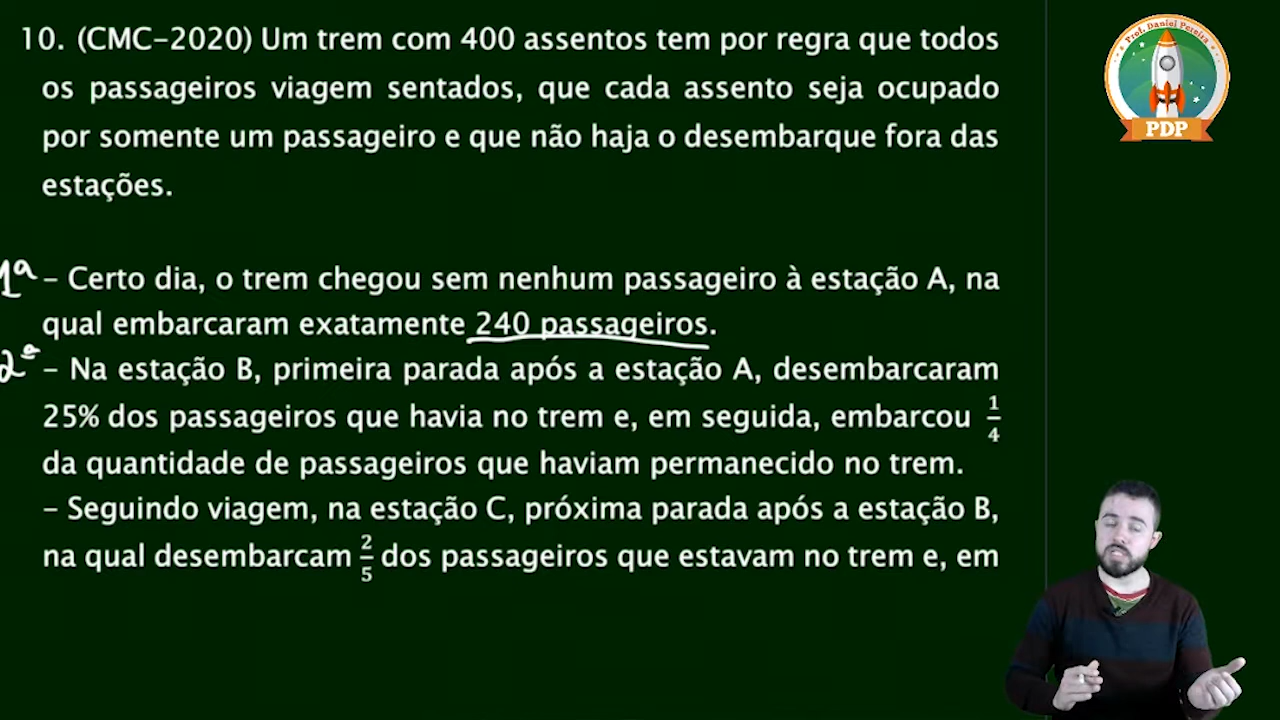 10. (CMC-2020) Um trem com 400 assentos tem por regra que todos
os passageiros viagem sentados, que cada assento seja ocupado
por somente um passageiro e que não haja o desembarque fora das
estações.
1ª – Certo dia, o trem chegou sem nenhum passageiro à estação A, na
qual embarcaram exatamente 240 passageiros.
2ª – Na estação B, primeira parada após a estação A, desembarcaram
25% dos passageiros que havia no trem e, em seguida, embarcou 1/4
da quantidade de passageiros que haviam permanecido no trem.
– Seguindo viagem, na estação C, próxima parada após a estação B,
na qual desembarcam 2/5 dos passageiros que estavam no trem e, em
Prof. Daniel Pereira
PDP